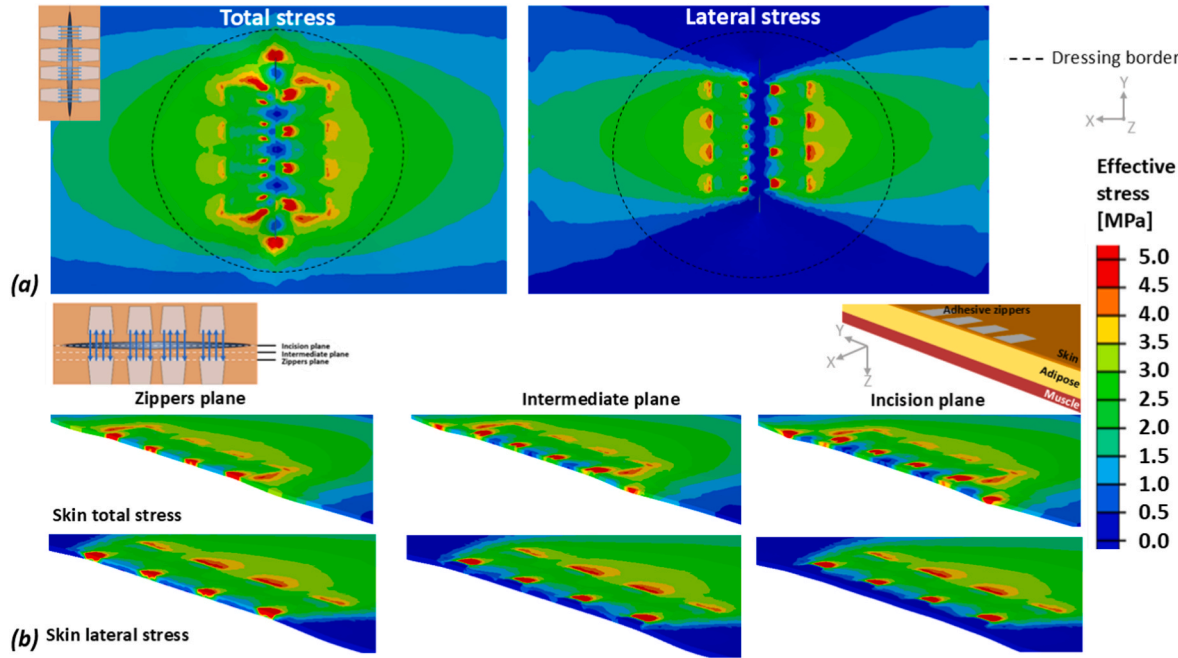 Total stress
Lateral stress
Dressing border
Y
X
Z
Effective
stress
[MPa]
5.0
4.5
4.0
3.5
3.0
2.5
2.0
1.5
1.0
0.5
0.0
(a)
Incision plane
Intermediate plane
Zippers plane
Adhesive zippers
Skin
Adipose
Muscle
Y
X
Z
Zippers plane
Intermediate plane
Incision plane
Skin total stress
(b)
Skin lateral stress